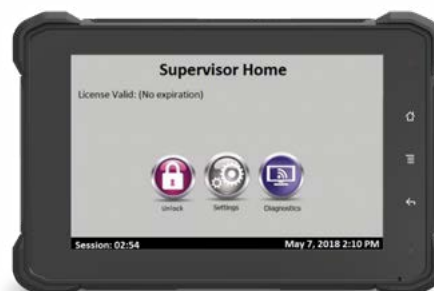 Supervisor Home
License Valid: (No expiration)
Unlock Settings Diagnostics
Session: 02:54 May 7, 2018 2:10 PM